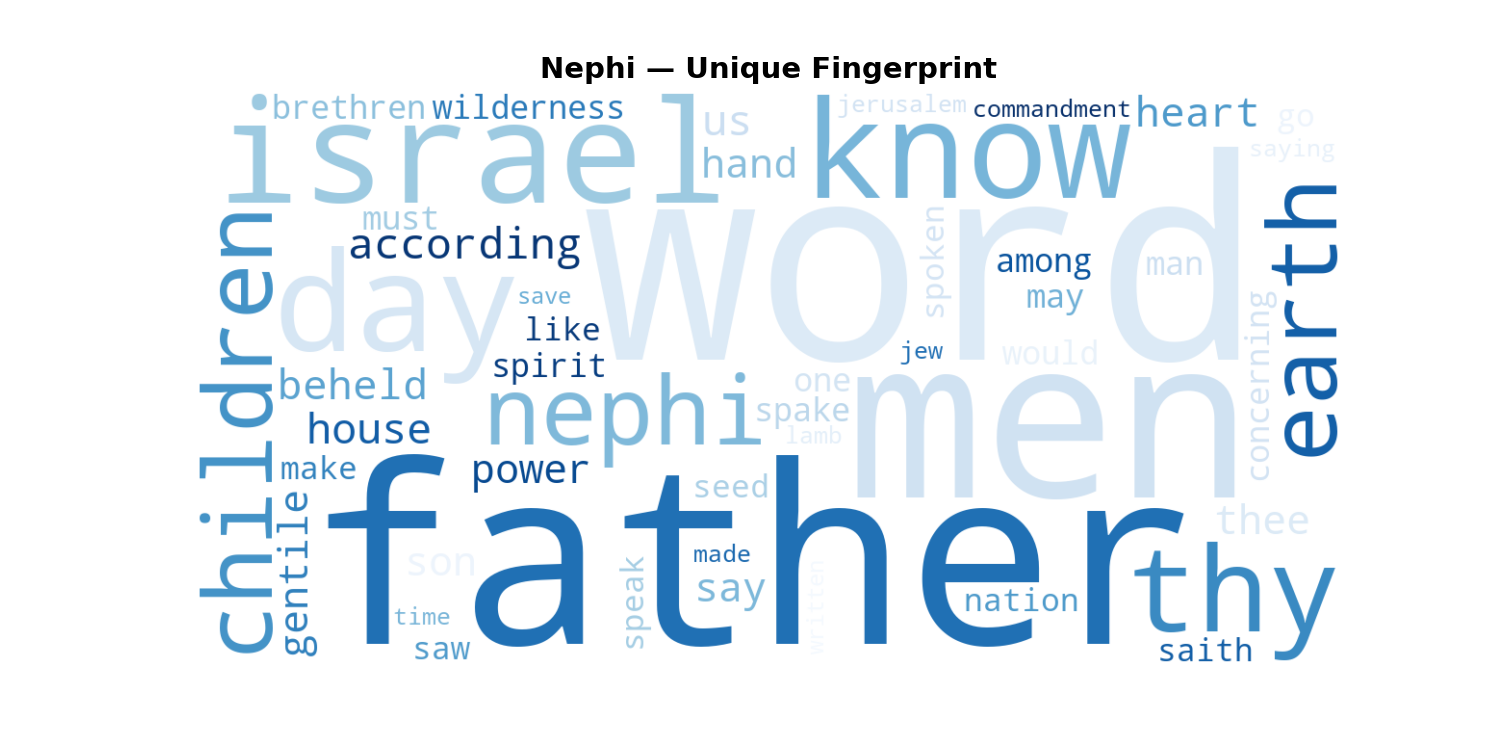 Nephi — Unique Fingerprint
brethren
wilderness
israel
us
hand
know
jerusalem
commandment
heart
go
saying
must
according
day
word
spoken
among
may
man
earth
children
save
like
spirit
jew
would
concerning
beheld
house
make
nephi
one
spake
lamb
men
power
father
seed
gentile
son
time
saw
speak
made
say
written
nation
thee
thy
saith